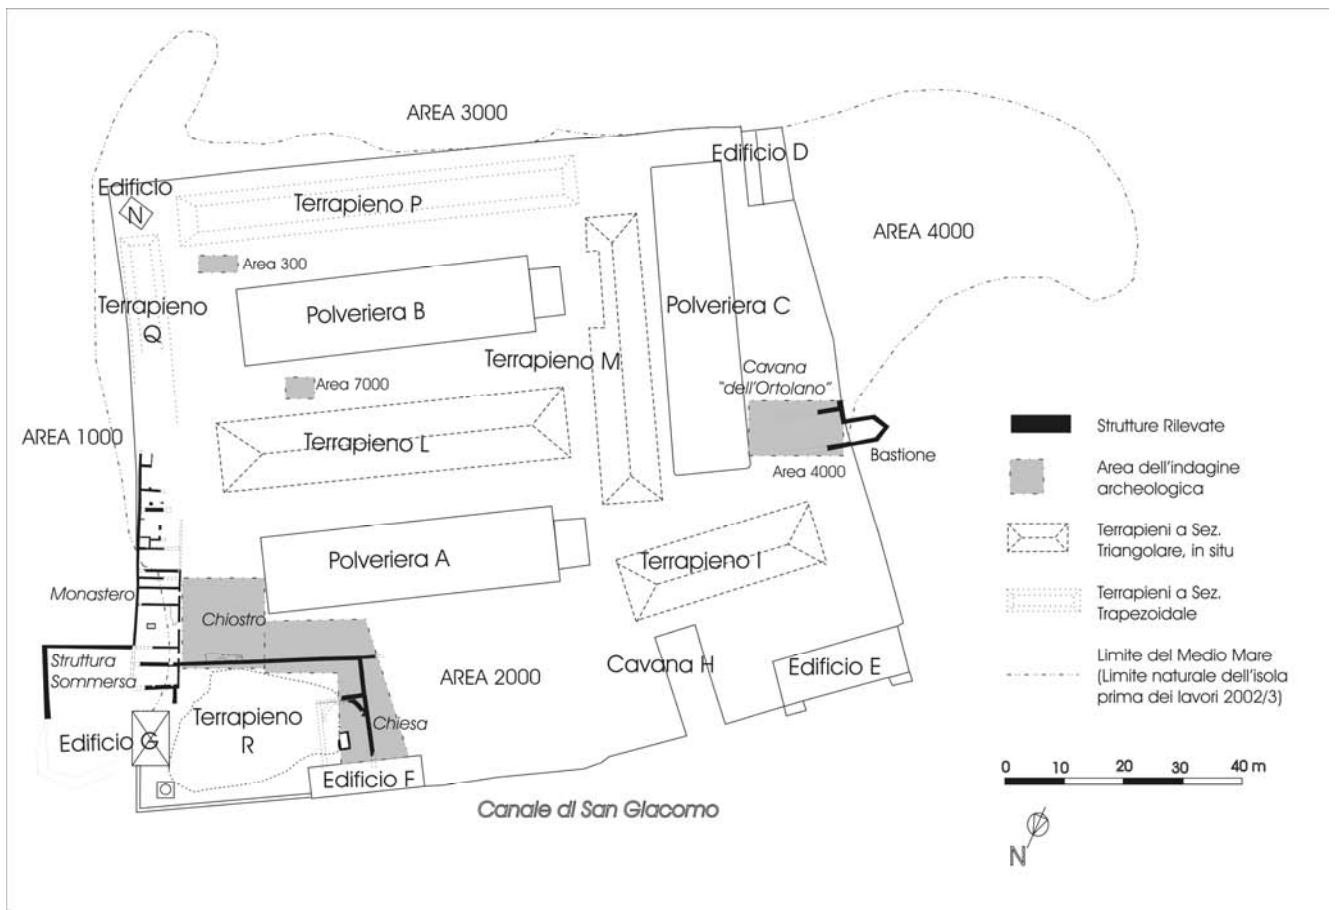 AREA 3000
Edificio D
Edificio
N
Terrapieno P
AREA 4000
Area 300
Terrapieno
Q
Polveriera B
Polveriera C
Terrapieno M
Cavana
“dell’Ortolano”
Area 7000
AREA 1000
Terrapieno L
Bastione
Area 4000
Polveriera A
Terrapieno I
Monastero
Chiostro
Struttura
Sommersa
AREA 2000
Cavana H
Edificio E
Terrapieno
R
Chiesa
Edificio G
Edificio F
Canale di San Giacomo
Strutture Rilevate
Area dell’indagine
archeologica
Terrapieni a Sez.
Triangolare, in situ
Terrapieni a Sez.
Trapezoidale
Limite del Medio Mare
(Limite naturale dell’isola
prima dei lavori 2002/3)
0 10 20 30 40 m
N